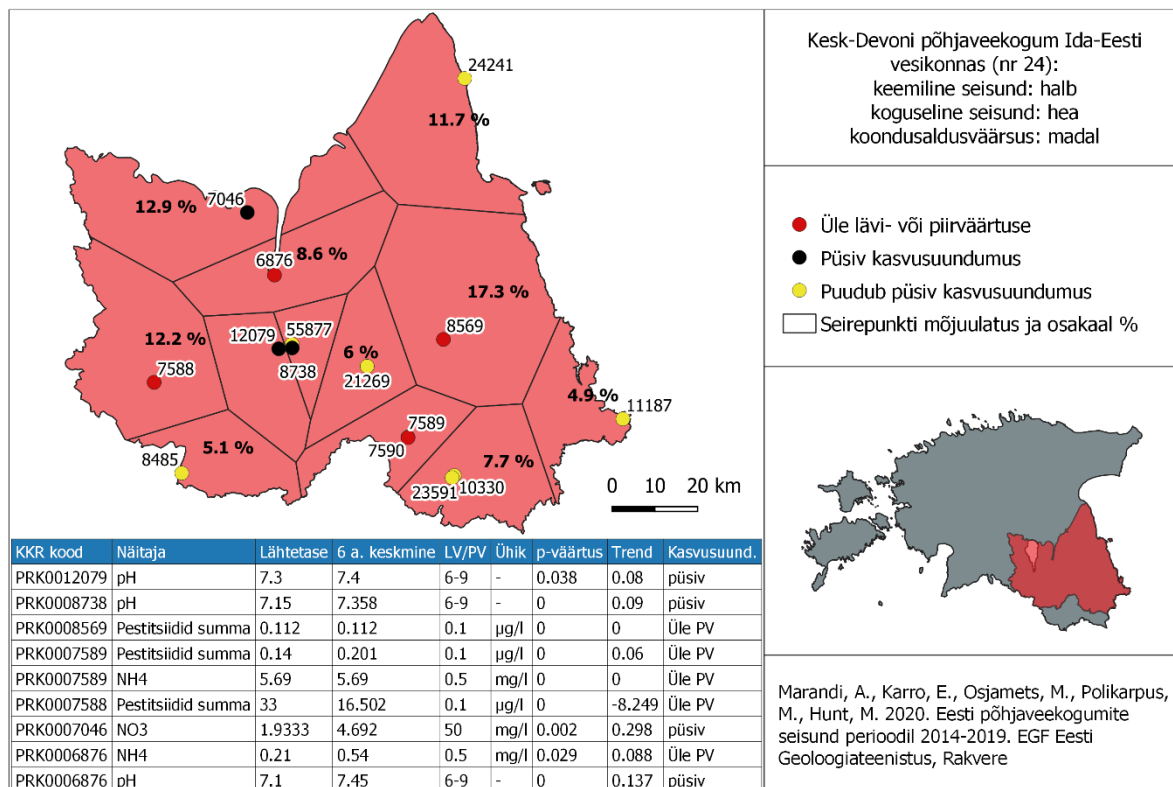 24241
11.7 %
7046
12.9 %
8.6 %
6876
17.3 %
12079
55877
8569
12.2 %
6 %
7588
8738
21269
4.9 %
11187
7589
5.1 %
7590
7.7 %
8485
23591
10330
0 10 20 km
KKR kood Näitaja Lähtetase 6 a. keskmine LV/PV Ühik p-väärtus Trend Kasvusuund.
PRK0012079 pH 7.3 7.4 6-9 - 0.038 0.08 püsiv
PRK0008738 pH 7.15 7.358 6-9 - 0 0.09 püsiv
PRK0008569 Pestitsiidid summa 0.112 0.112 0.1 µg/l 0 0 Üle PV
PRK0007589 Pestitsiidid summa 0.14 0.201 0.1 µg/l 0 0.06 Üle PV
PRK0007589 NH4 5.69 5.69 0.5 mg/l 0 0 Üle PV
PRK0007588 Pestitsiidid summa 33 16.502 0.1 µg/l 0 -8.249 Üle PV
PRK0007046 NO3 1.9333 4.692 50 mg/l 0.002 0.298 püsiv
PRK0006876 NH4 0.21 0.54 0.5 mg/l 0.029 0.088 Üle PV
PRK0006876 pH 7.1 7.45 6-9 - 0 0.137 püsiv
Kesk-Devoni põhjaveekogum Ida-Eesti
vesikonnas (nr 24):
keemiline seisund: halb
koguseline seisund: hea
koondusaldusväärsus: madal
Üle lävi- või piirväärtuse
Püsiv kasvusuundumus
Puudub püsiv kasvusuundumus
Seirepunkti mõjuulatus ja osakaal %
Marandi, A., Karro, E., Osjamets, M., Polikarpus,
M., Hunt, M. 2020. Eesti põhjaveekogumite
seisund perioodil 2014-2019. EGF Eesti
Geoloogiateenistus, Rakvere